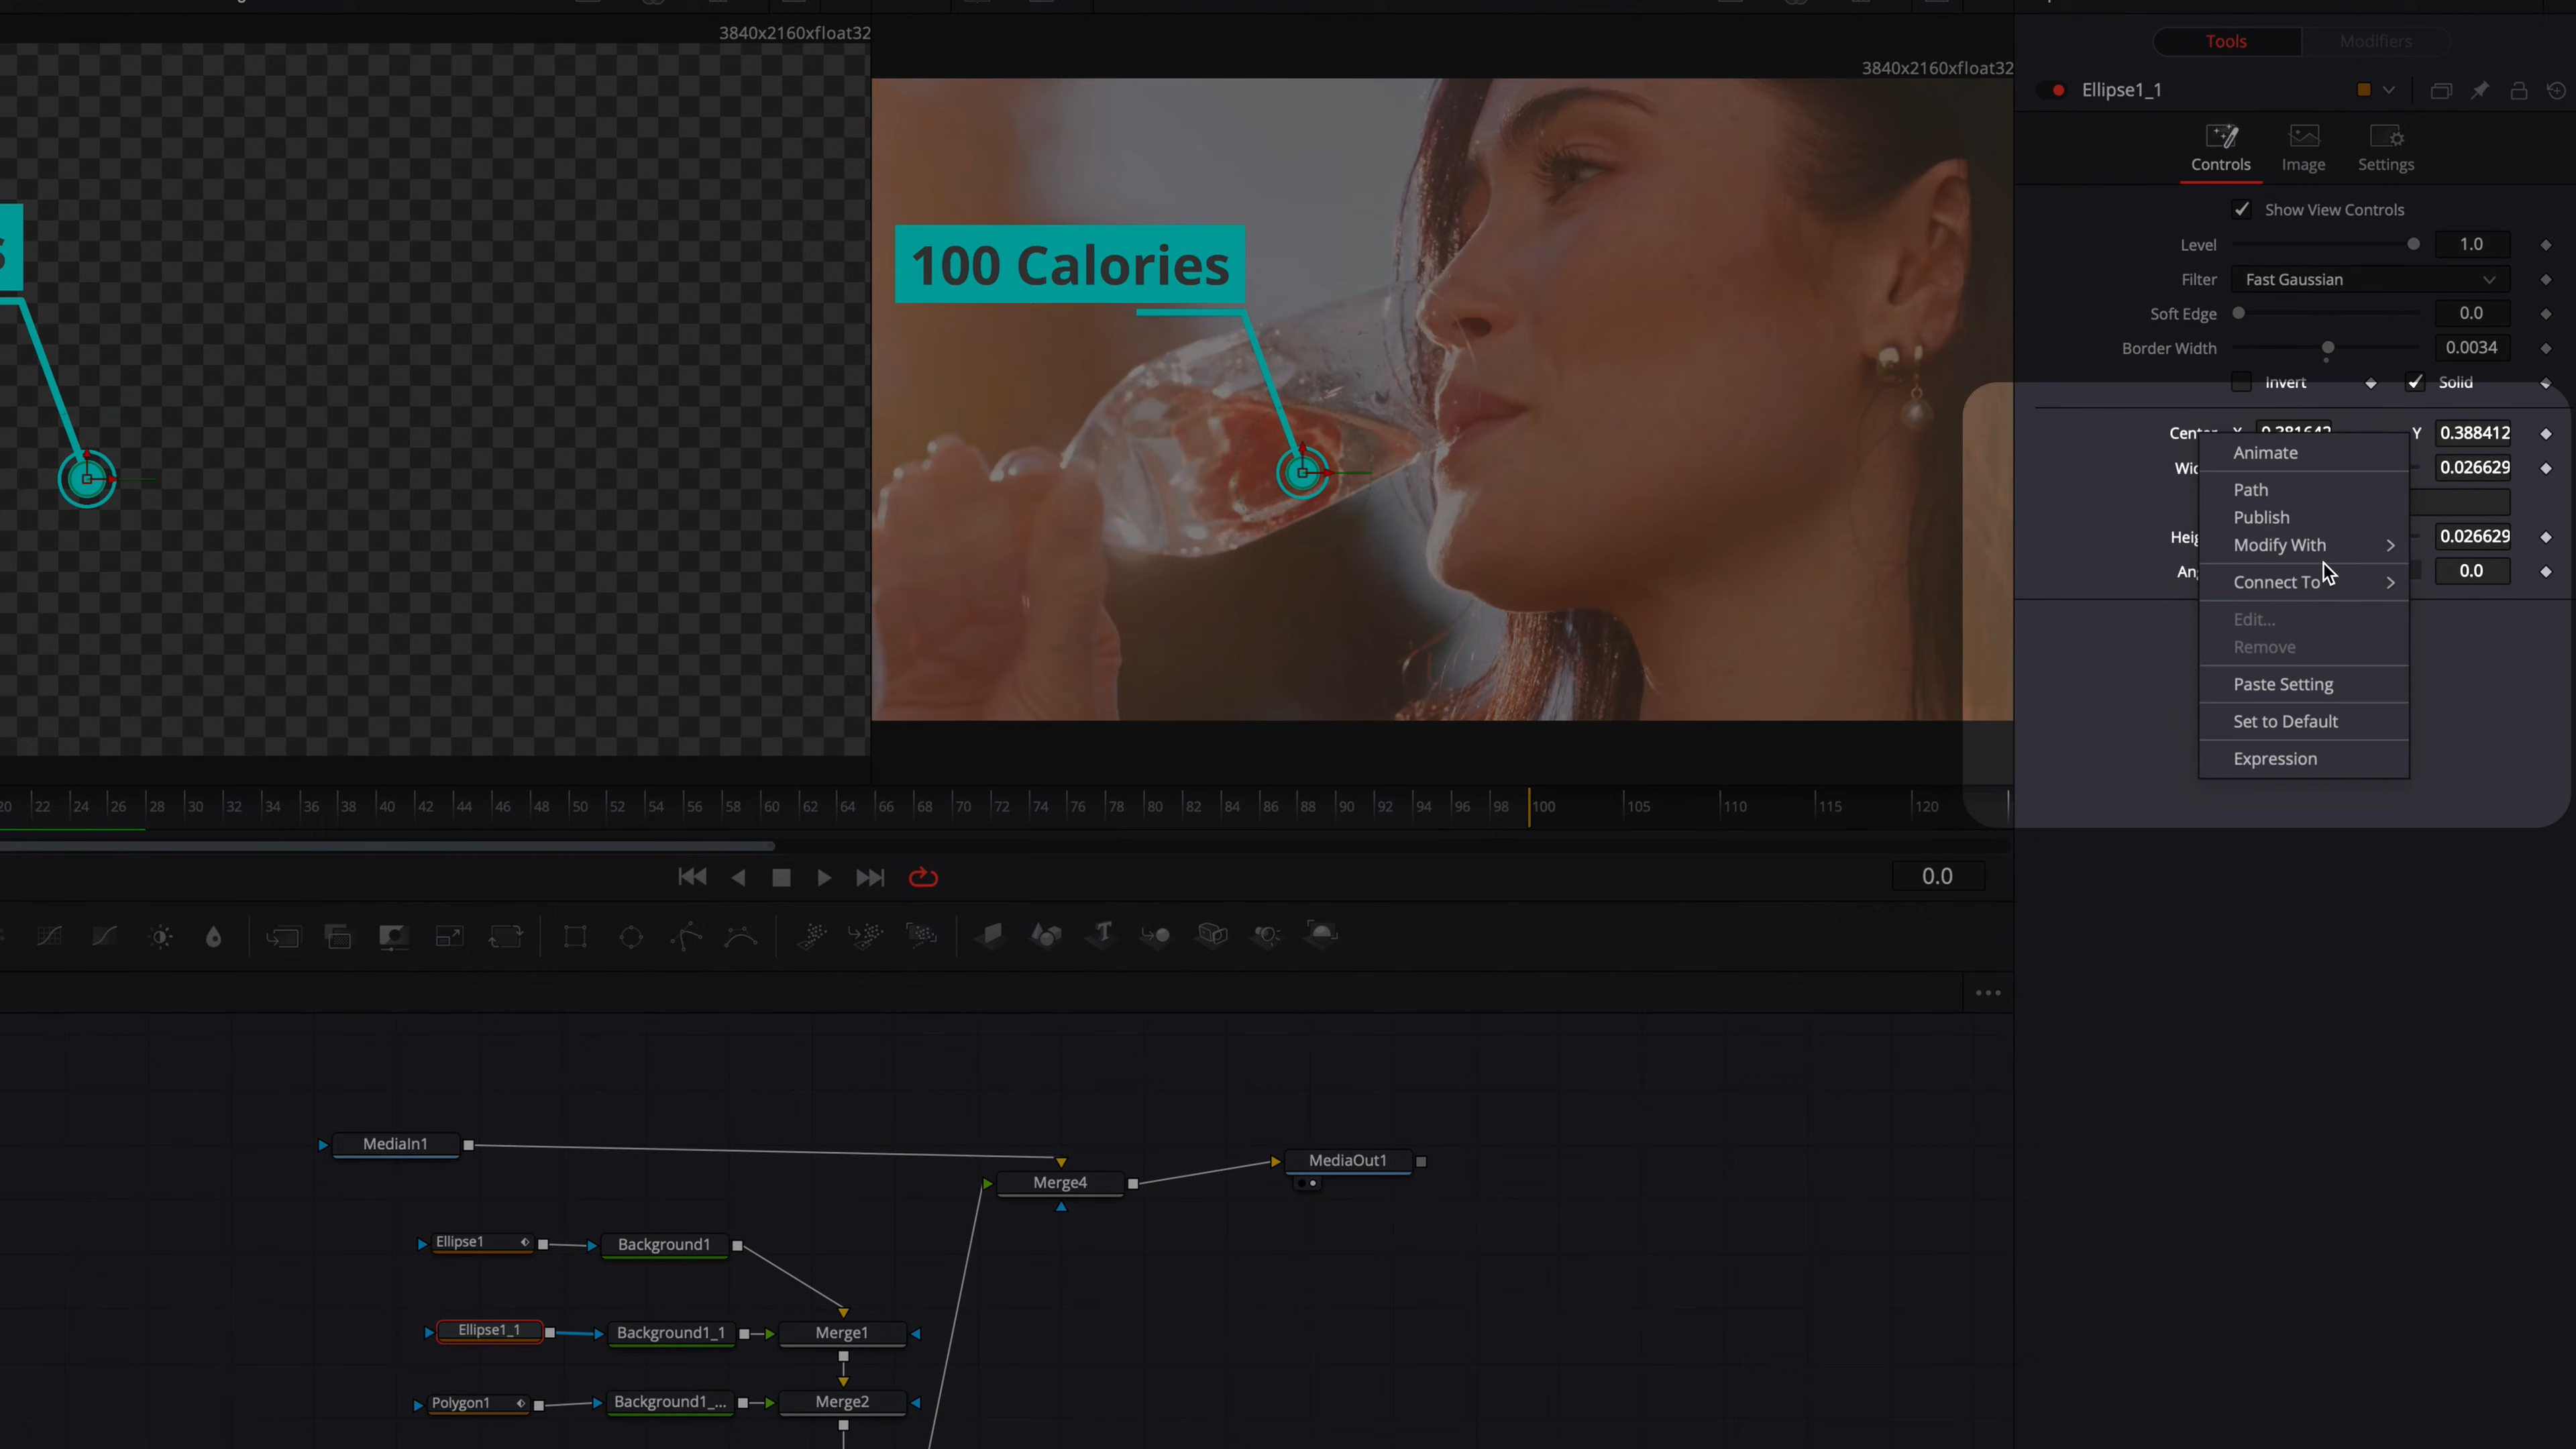 3840x2160xfloat32
3840x2160xfloat32
S
100 Calories
Tools
Modifiers
Ellipse1_1
Controls
Image
Settings
Show View Controls
Level
1.0
Filter
Fast Gaussian
Soft Edge
0.0
Border Width
0.0034
Invert
Solid
Center X 0.381642 Y 0.388412
0.026629
0.026629
0.0
Animate
Path
Publish
Modify With
Connect To
Edit...
Remove
Paste Setting
Set to Default
Expression
20 22 24 26 28 30 32 34 36 38 40 42 44 46 48 50 52 54 56 58 60 62 64 66 68 70 72 74 76 78 80 82 84 86 88 90 92 94 96 98 100 105 110 115 120
0.0
MediaIn1
Merge4
MediaOut1
Ellipse1
Background1
Ellipse1_1
Background1_1
Merge1
Polygon1
Background1_...
Merge2